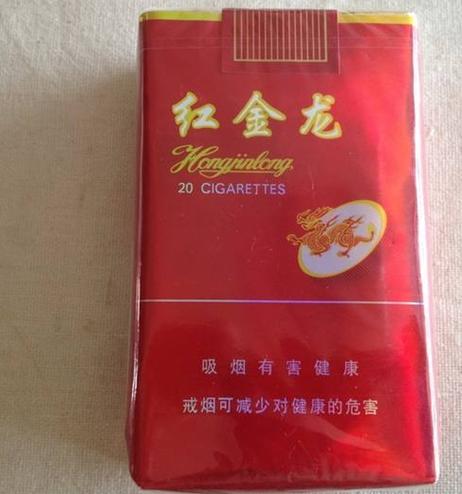 红金龙
Hongjinlong
20 CIGARETTES
吸烟有害健康
戒烟可减少对健康的危害